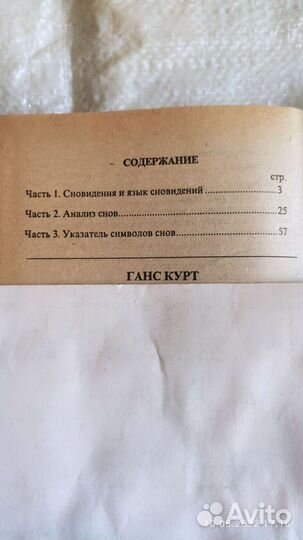 СОДЕРЖАНИЕ
стр.
Часть 1. Сновидения и язык сновидений ..................... 3
Часть 2. Анализ снов.............................................. 25
Часть 3. Указатель символов снов............................ 57
ГАНС КУРТ
Avito